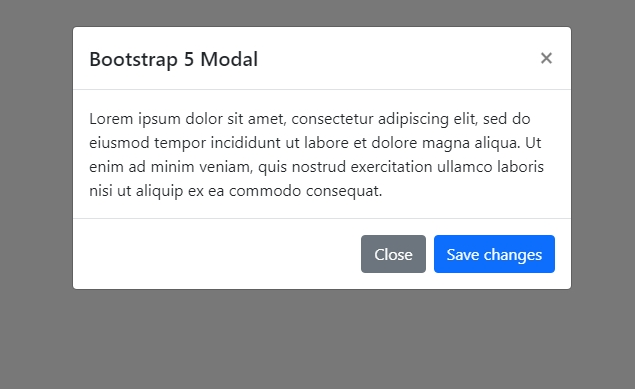 Bootstrap 5 Modal ×
Lorem ipsum dolor sit amet, consectetur adipiscing elit, sed do
eiusmod tempor incididunt ut labore et dolore magna aliqua. Ut
enim ad minim veniam, quis nostrud exercitation ullamco laboris
nisi ut aliquip ex ea commodo consequat.
Close Save changes